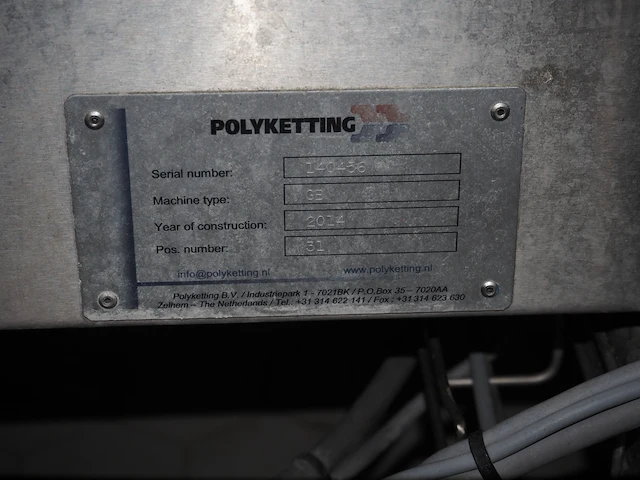 POLYKETTING
Serial number: 140456
Machine type: GB
Year of construction: 2014
Pos. number: 31
info@polyketting.nl www.polyketting.nl
Polyketting B.V. / Industriepark 1 - 7021BK / P.O.Box 35 – 7020AA
Zelhem – The Netherlands / Tel.: +31 314 622 141 / Fax : +31 314 623 630